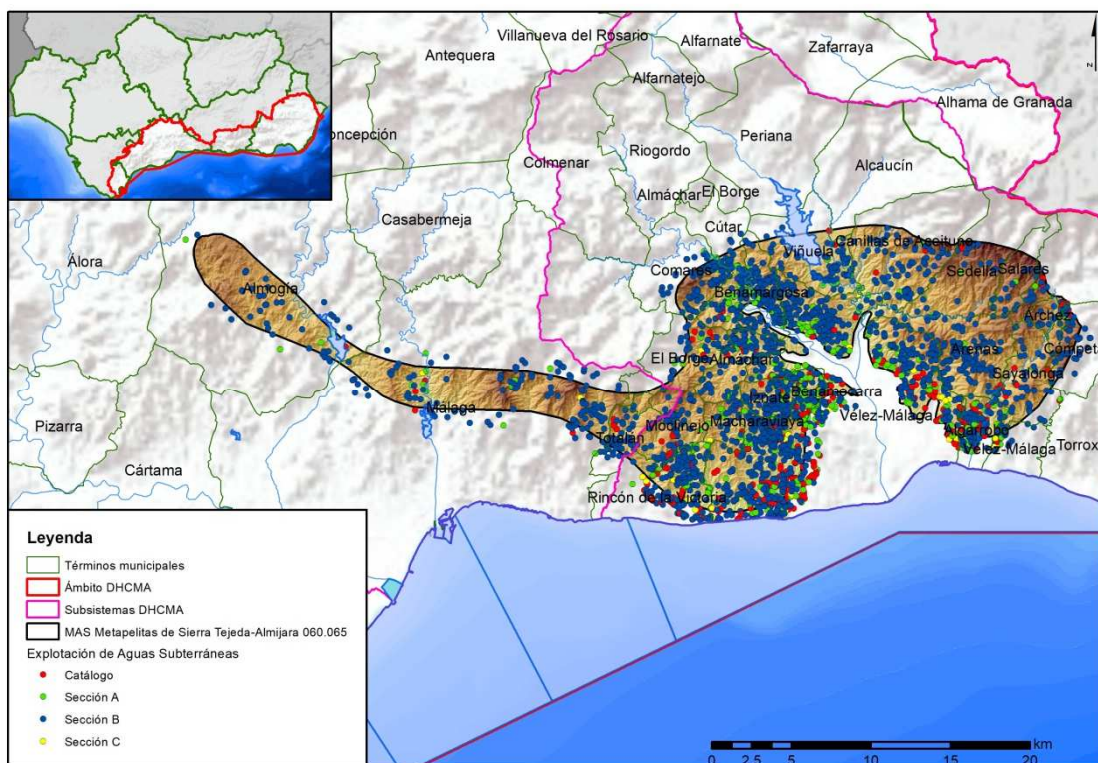 Villanueva del Rosario
Alfarnate
Zafarraya
Antequera
Alfarnatejo
Alhama de Granada
oncepción
Periana
Riogordo
Colmenar
Alcaucín
Almáchar
El Borge
Casabermeja
Cútar
Canillas de Aceituno
Viñuela
Álora
Comares
Sedella
Salares
Almogía
Benamargosa
Árchez
Arenas
Cómpeta
El Borge
Almáchar
Sayalonga
Iznate
Benamocarra
Málaga
Vélez-Málaga
Pizarra
Moclinejo
Macharaviaya
Totalán
Algarrobo
Vélez-Málaga
Torrox
Cártama
Rincón de la Victoria
z
Leyenda
Términos municipales
Ámbito DHCMA
Subsistemas DHCMA
MAS Metapelitas de Sierra Tejeda-Almijara 060.065
Explotación de Aguas Subterráneas
Catálogo
Sección A
Sección B
Sección C
km
0 2,5 5 10 15 20